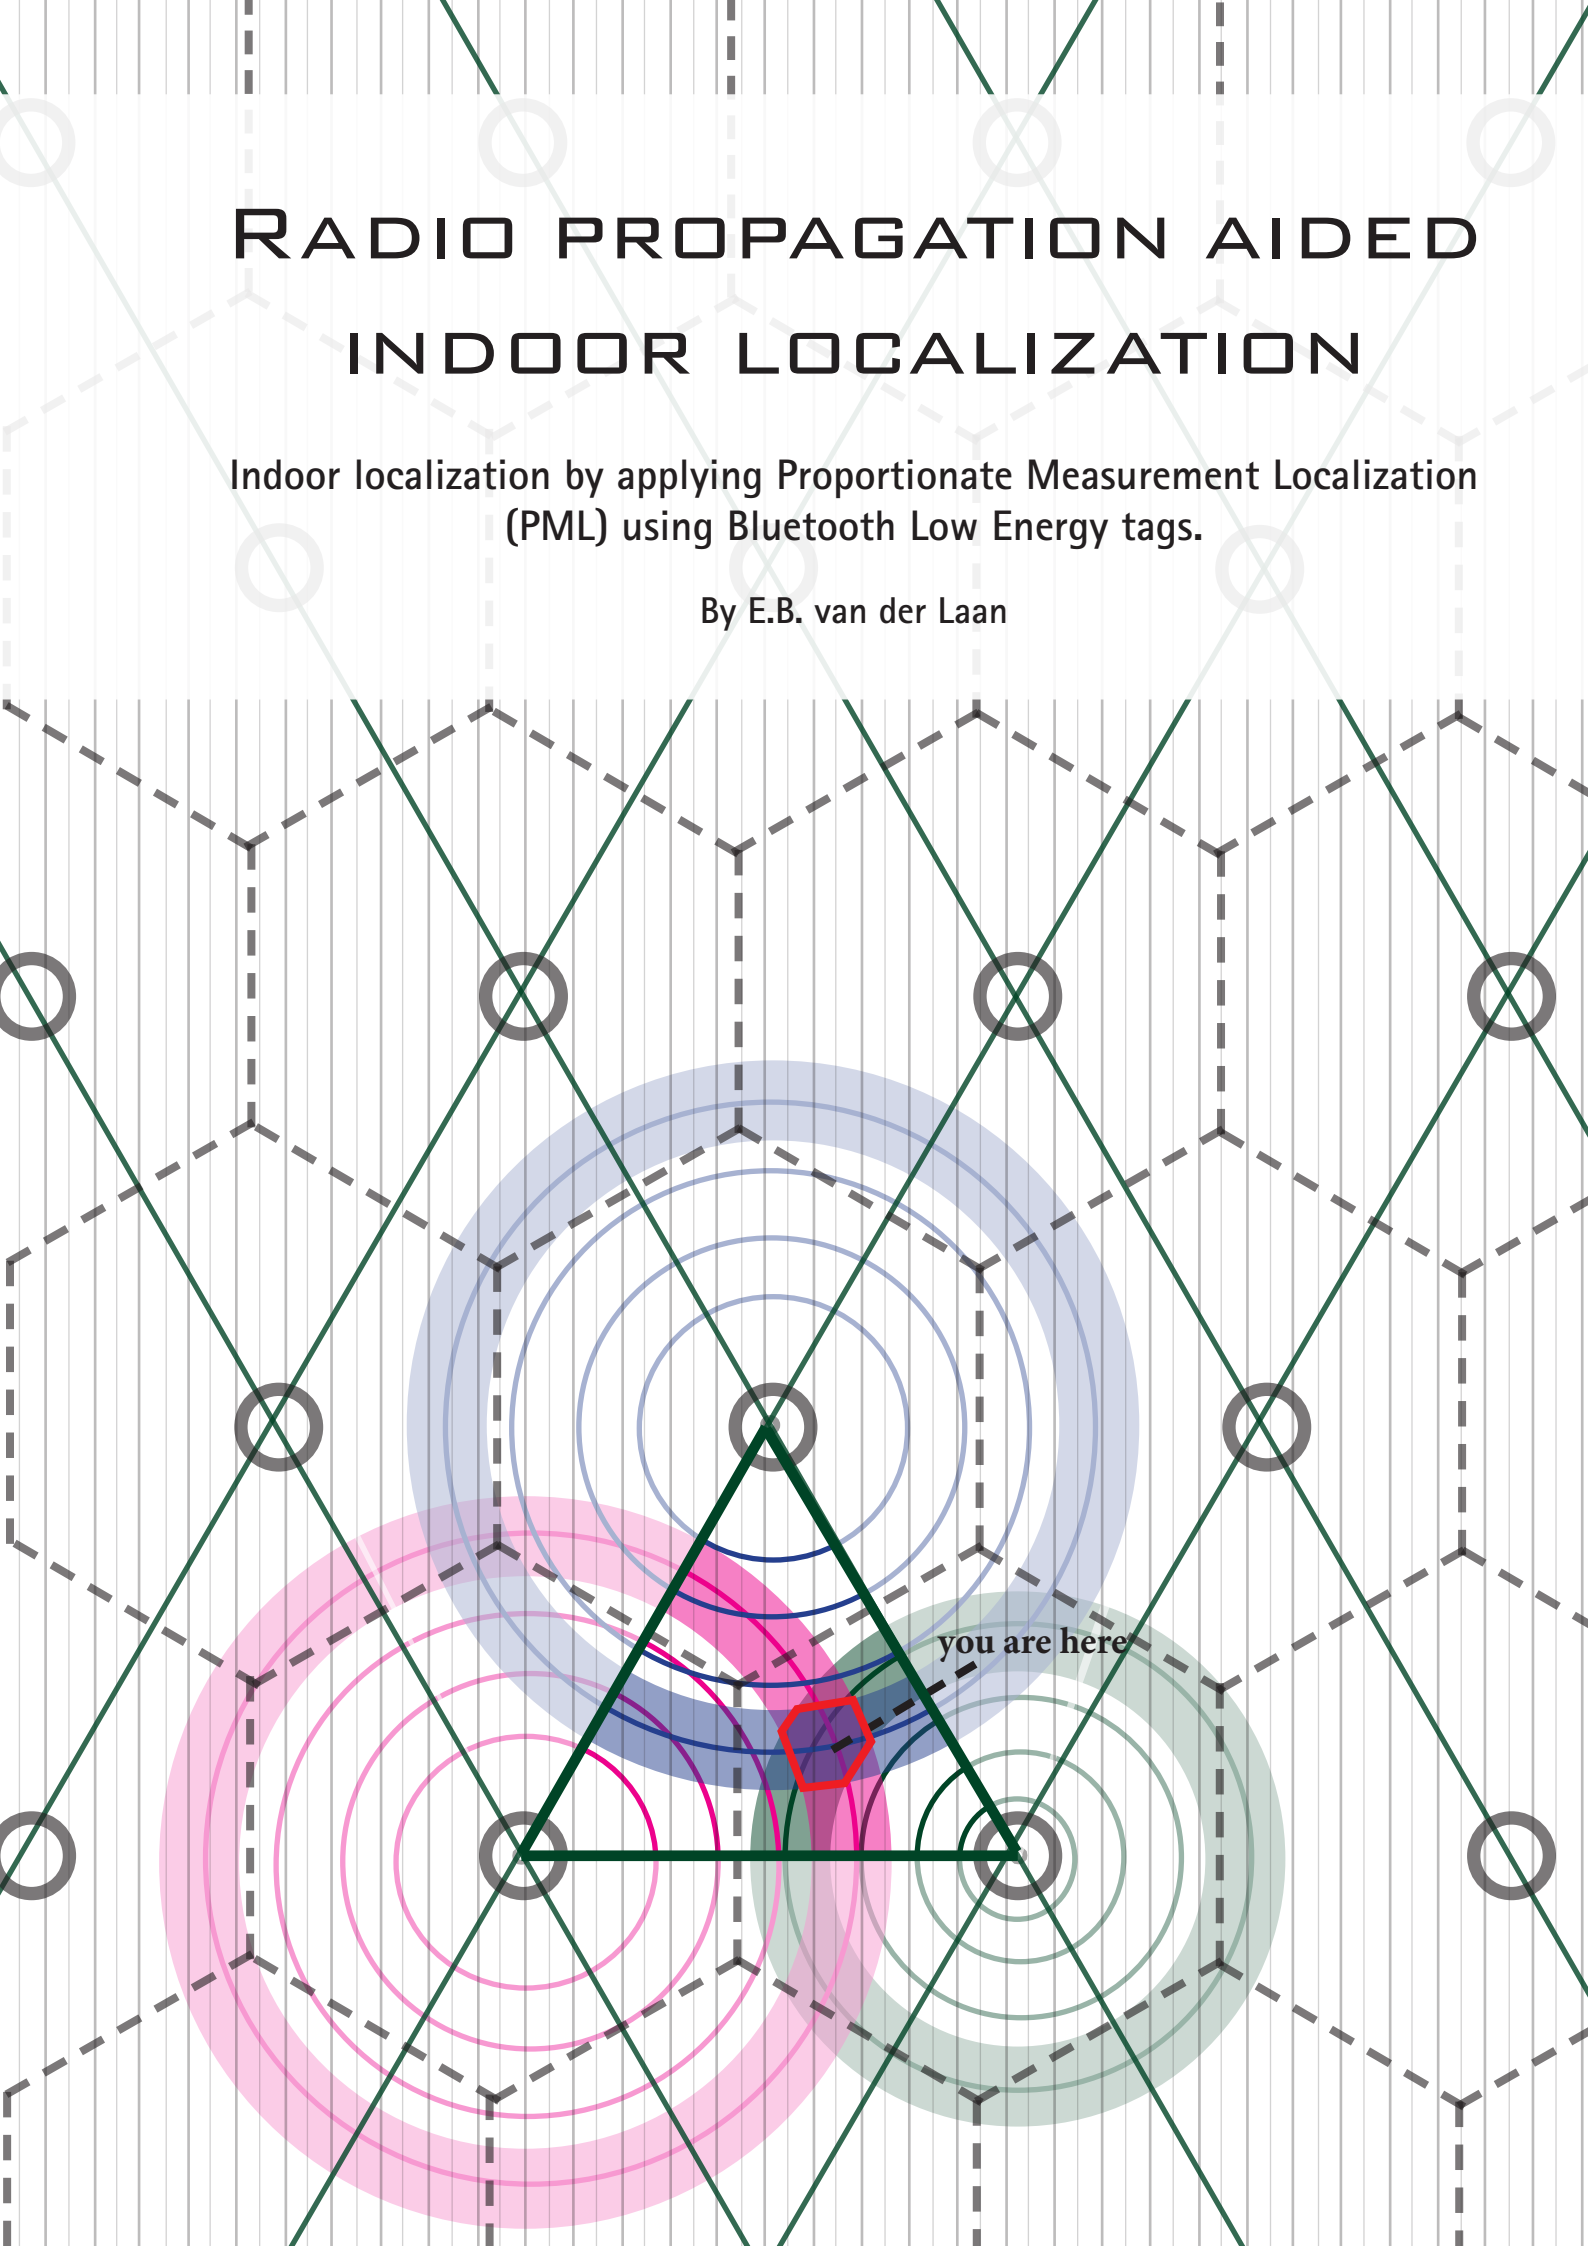 Radio propagation aided
indoor localization
Indoor localization by applying Proportionate Measurement Localization
(PML) using Bluetooth Low Energy tags.
By E.B. van der Laan
you are here